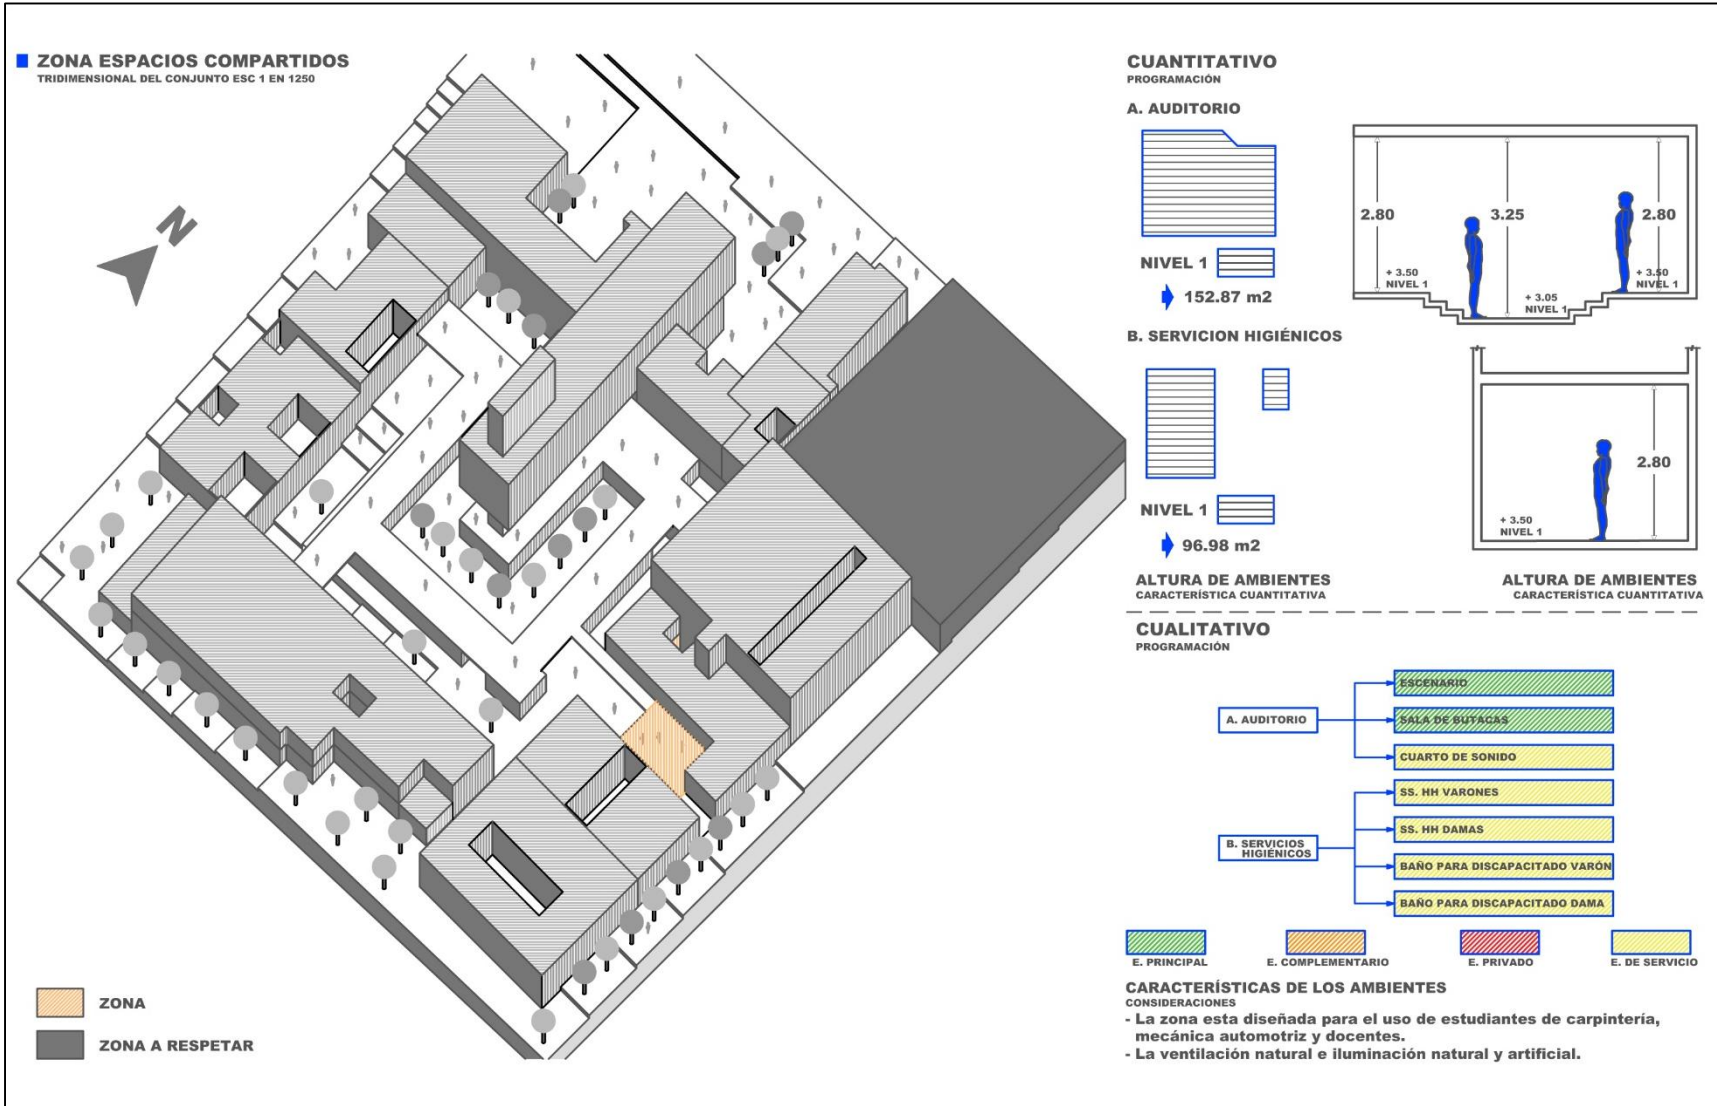 ZONA ESPACIOS COMPARTIDOS
TRIDIMENSIONAL DEL CONJUNTO ESC 1 EN 1250
N
ZONA
ZONA A RESPETAR
CUANTITATIVO
PROGRAMACIÓN
A. AUDITORIO
NIVEL 1
152.87 m2
2.80
3.25
2.80
+ 3.50
NIVEL 1
+ 3.05
NIVEL 1
+ 3.50
NIVEL 1
B. SERVICION HIGIÉNICOS
NIVEL 1
96.98 m2
2.80
+ 3.50
NIVEL 1
ALTURA DE AMBIENTES
CARACTERÍSTICA CUANTITATIVA
ALTURA DE AMBIENTES
CARACTERÍSTICA CUANTITATIVA
CUALITATIVO
PROGRAMACIÓN
A. AUDITORIO
ESCENARIO
SALA DE BUTACAS
CUARTO DE SONIDO
B. SERVICIOS
HIGIÉNICOS
SS. HH VARONES
SS. HH DAMAS
BAÑO PARA DISCAPACITADO VARÓN
BAÑO PARA DISCAPACITADO DAMA
E. PRINCIPAL
E. COMPLEMENTARIO
E. PRIVADO
E. DE SERVICIO
CARACTERÍSTICAS DE LOS AMBIENTES
CONSIDERACIONES
- La zona esta diseñada para el uso de estudiantes de carpintería,
mecánica automotriz y docentes.
- La ventilación natural e iluminación natural y artificial.